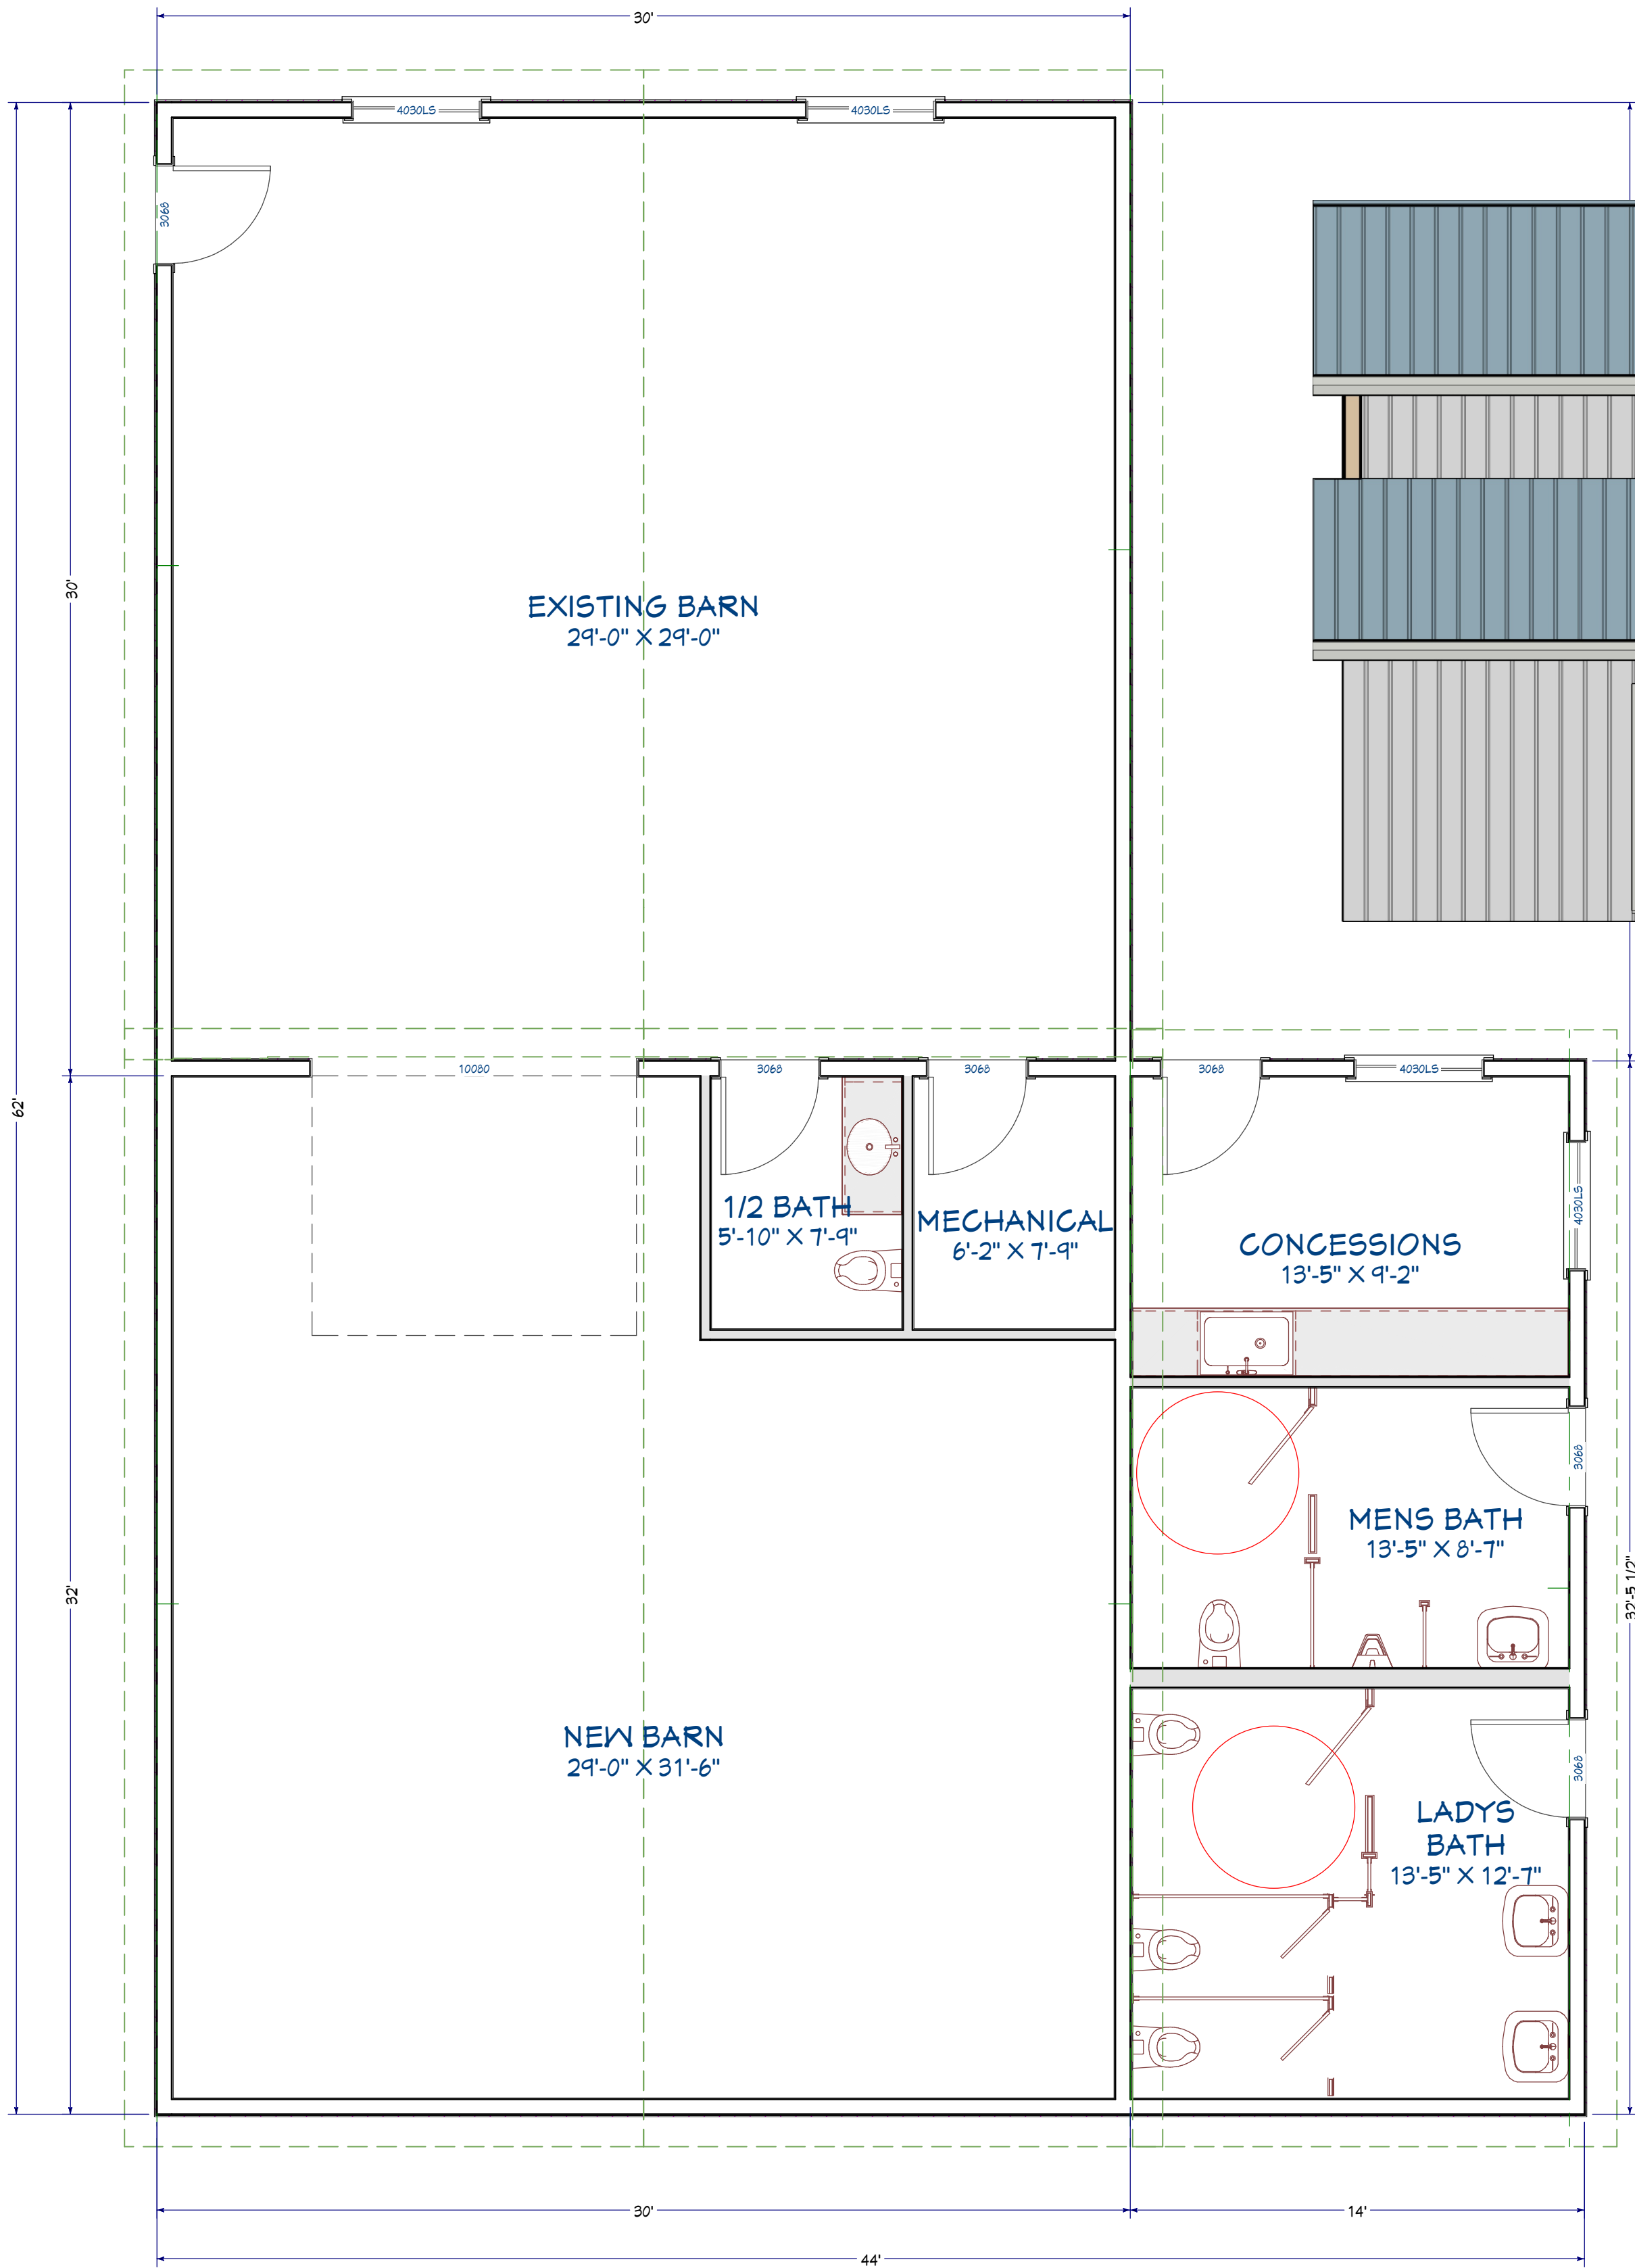 30'
4030LS
4030LS
3068
EXISTING BARN
29'-0" X 29'-0"
30'
62'
10080
3068
3068
3068
4030LS
4030LS
1/2 BATH
5'-10" X 7'-9"
MECHANICAL
6'-2" X 7'-9"
CONCESSIONS
13'-5" X 9'-2"
3068
MENS BATH
13'-5" X 8'-7"
32'
32'-5 1/2"
NEW BARN
29'-0" X 31'-6"
3068
LADYS
BATH
13'-5" X 12'-7"
30'
14'
44'